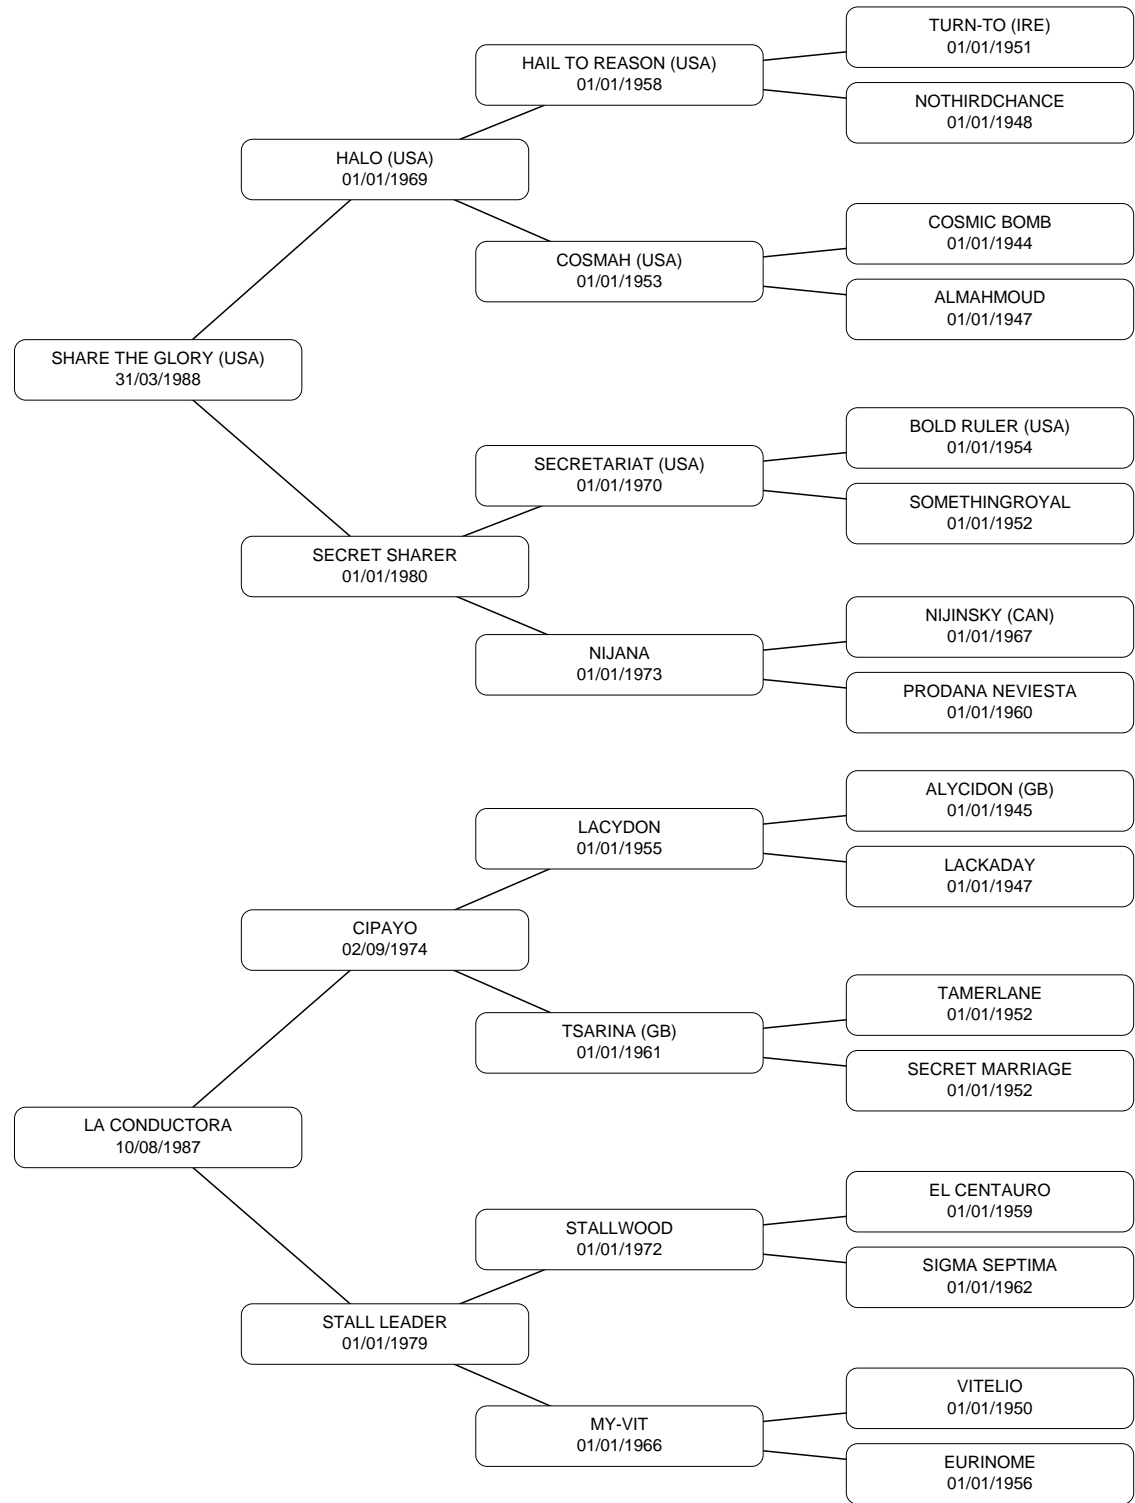 TURN-TO (IRE)
01/01/1951
HAIL TO REASON (USA)
01/01/1958
NOTHIRDCHANCE
01/01/1948
HALO (USA)
01/01/1969
COSMIC BOMB
01/01/1944
COSMAH (USA)
01/01/1953
ALMAHMOUD
01/01/1947
SHARE THE GLORY (USA)
31/03/1988
BOLD RULER (USA)
01/01/1954
SECRETARIAT (USA)
01/01/1970
SOMETHINGROYAL
01/01/1952
SECRET SHARER
01/01/1980
NIJINSKY (CAN)
01/01/1967
NIJANA
01/01/1973
PRODANA NEVIESTA
01/01/1960
ALYCIDON (GB)
01/01/1945
LACYDON
01/01/1955
LACKADAY
01/01/1947
CIPAYO
02/09/1974
TAMERLANE
01/01/1952
TSARINA (GB)
01/01/1961
SECRET MARRIAGE
01/01/1952
LA CONDUCTORA
10/08/1987
EL CENTAURO
01/01/1959
STALLWOOD
01/01/1972
SIGMA SEPTIMA
01/01/1962
STALL LEADER
01/01/1979
VITELIO
01/01/1950
MY-VIT
01/01/1966
EURINOME
01/01/1956